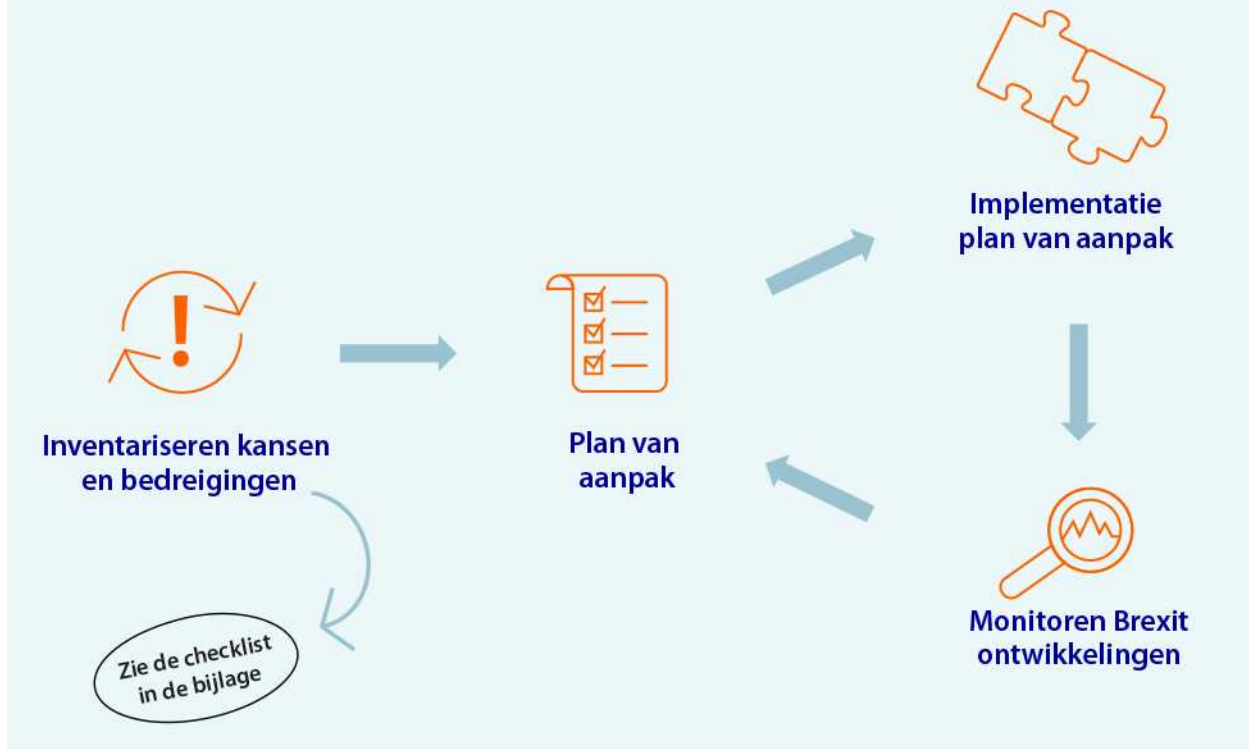 Implementatie
plan van aanpak
Inventariseren kansen
en bedreigingen
Plan van
aanpak
Monitoren Brexit
ontwikkelingen
Zie de checklist
in de bijlage